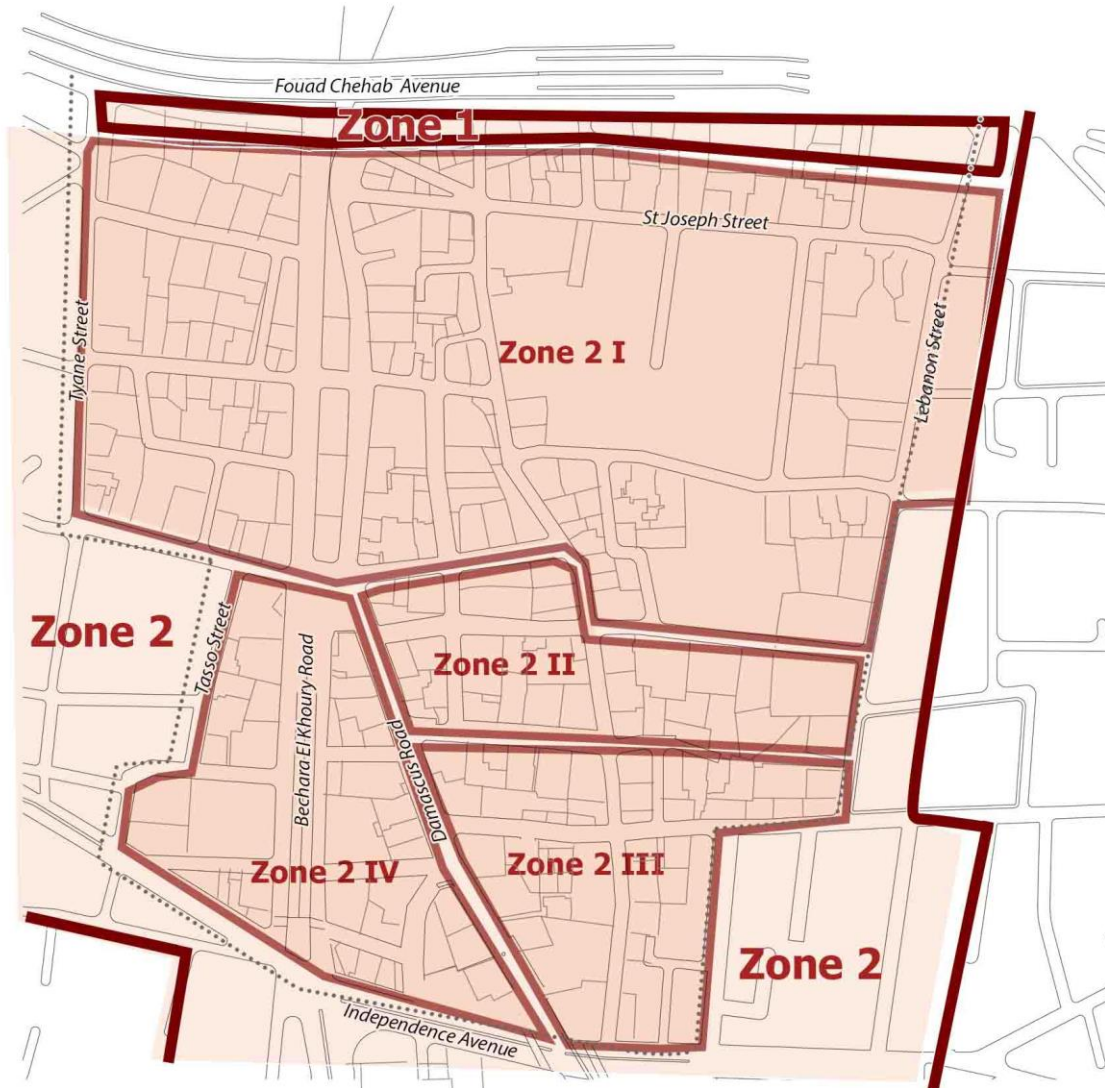 Fouad Chehab Avenue
Zone 1
St Joseph Street
Zone 2 I
Tyane Street
Lebanon Street
Zone 2
Tasso Street
Zone 2 II
Bechara El Khoury Road
Damascus Road
Zone 2 IV
Zone 2 III
Zone 2
Independence Avenue